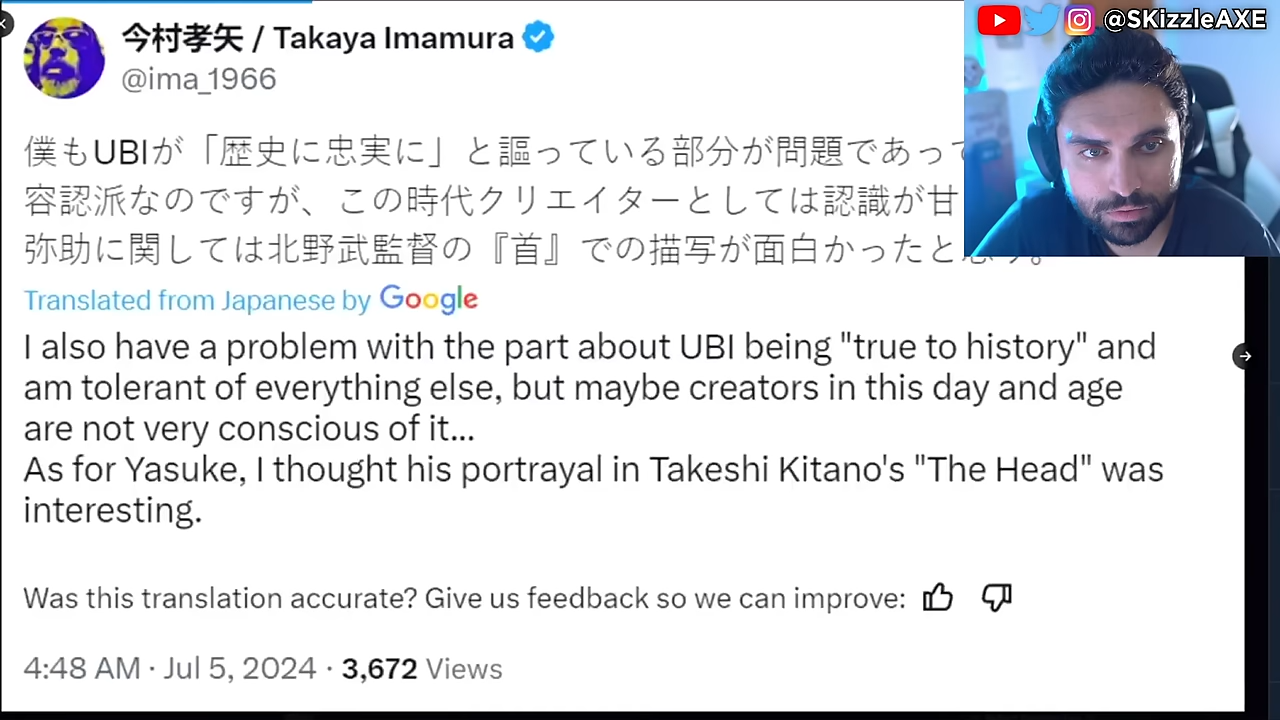 今村孝矢 / Takaya Imamura
@SKizzleAXE
@ima_1966
僕もUBIが「歴史に忠実に」と謳っている部分が問題であって
容認派なのですが、この時代クリエイターとしては認識が甘
弥助に関しては北野武監督の『首』での描写が面白かったと
Translated from Japanese by Google
I also have a problem with the part about UBI being "true to history" and
am tolerant of everything else, but maybe creators in this day and age
are not very conscious of it...
As for Yasuke, I thought his portrayal in Takeshi Kitano's "The Head" was
interesting.
Was this translation accurate? Give us feedback so we can improve:
4:48 AM · Jul 5, 2024 · 3,672 Views